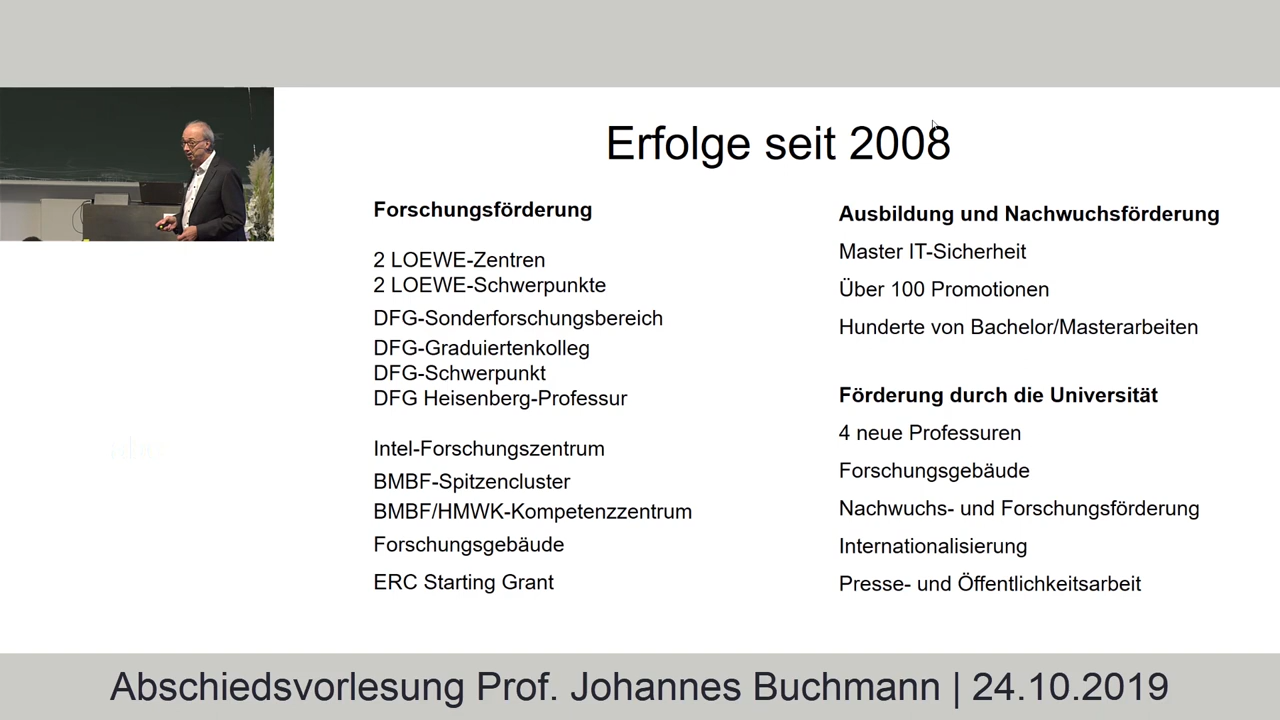 Erfolge seit 2008
Forschungsförderung
2 LOEWE-Zentren
2 LOEWE-Schwerpunkte
DFG-Sonderforschungsbereich
DFG-Graduiertenkolleg
DFG-Schwerpunkt
DFG Heisenberg-Professur
Intel-Forschungszentrum
BMBF-Spitzencluster
BMBF/HMWK-Kompetenzzentrum
Forschungsgebäude
ERC Starting Grant
Ausbildung und Nachwuchsförderung
Master IT-Sicherheit
Über 100 Promotionen
Hunderte von Bachelor/Masterarbeiten
Förderung durch die Universität
4 neue Professuren
Forschungsgebäude
Nachwuchs- und Forschungsförderung
Internationalisierung
Presse- und Öffentlichkeitsarbeit
Abschiedsvorlesung Prof. Johannes Buchmann | 24.10.2019